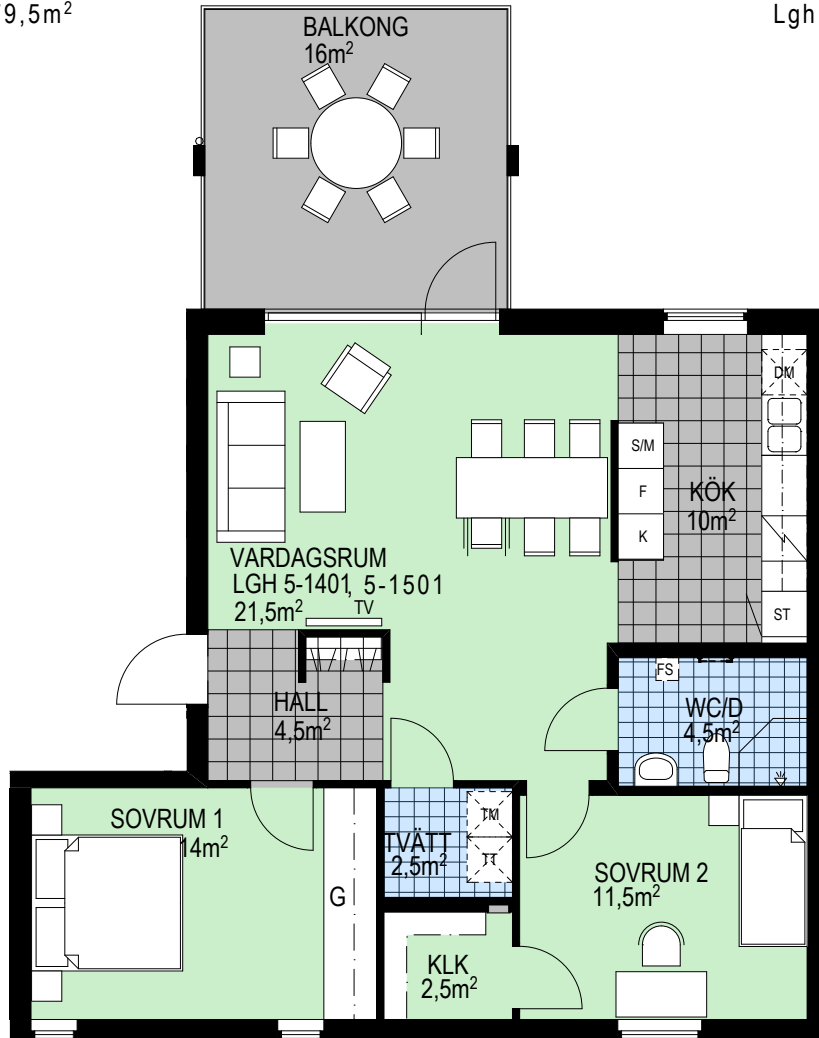 9,5m²
Lgh
BALKONG
16m²
DM
S/M
F
K
KÖK
10m²
ST
VARDAGSRUM
LGH 5-1401, 5-1501
21,5m²
TV
HALL
4,5m²
FS
WC/D
4,5m²
SOVRUM 1
14m²
G
TVÄTT
2,5m²
TM
TT
SOVRUM 2
11,5m²
KLK
2,5m²